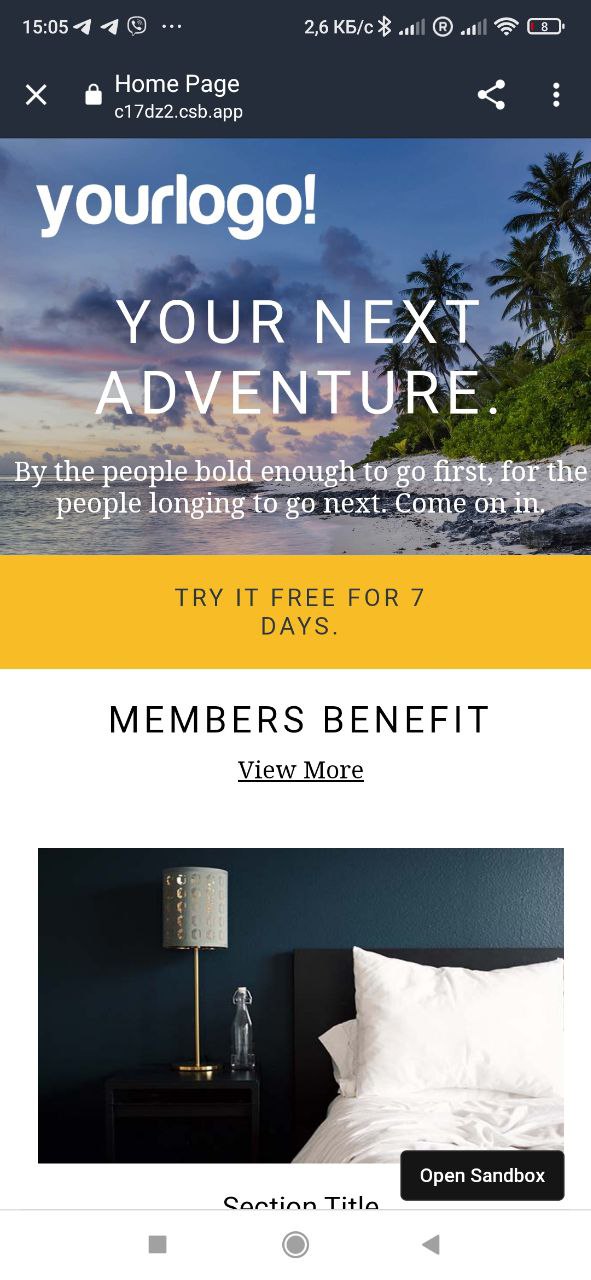 15:05 ... 2,6 КБ/с R 8
Home Page
c17dz2.csb.app
yourlogo!
YOUR NEXT
ADVENTURE.
By the people bold enough to go first, for the
people longing to go next. Come on in.
TRY IT FREE FOR 7
DAYS.
MEMBERS BENEFIT
View More
Open Sandbox
Section Title